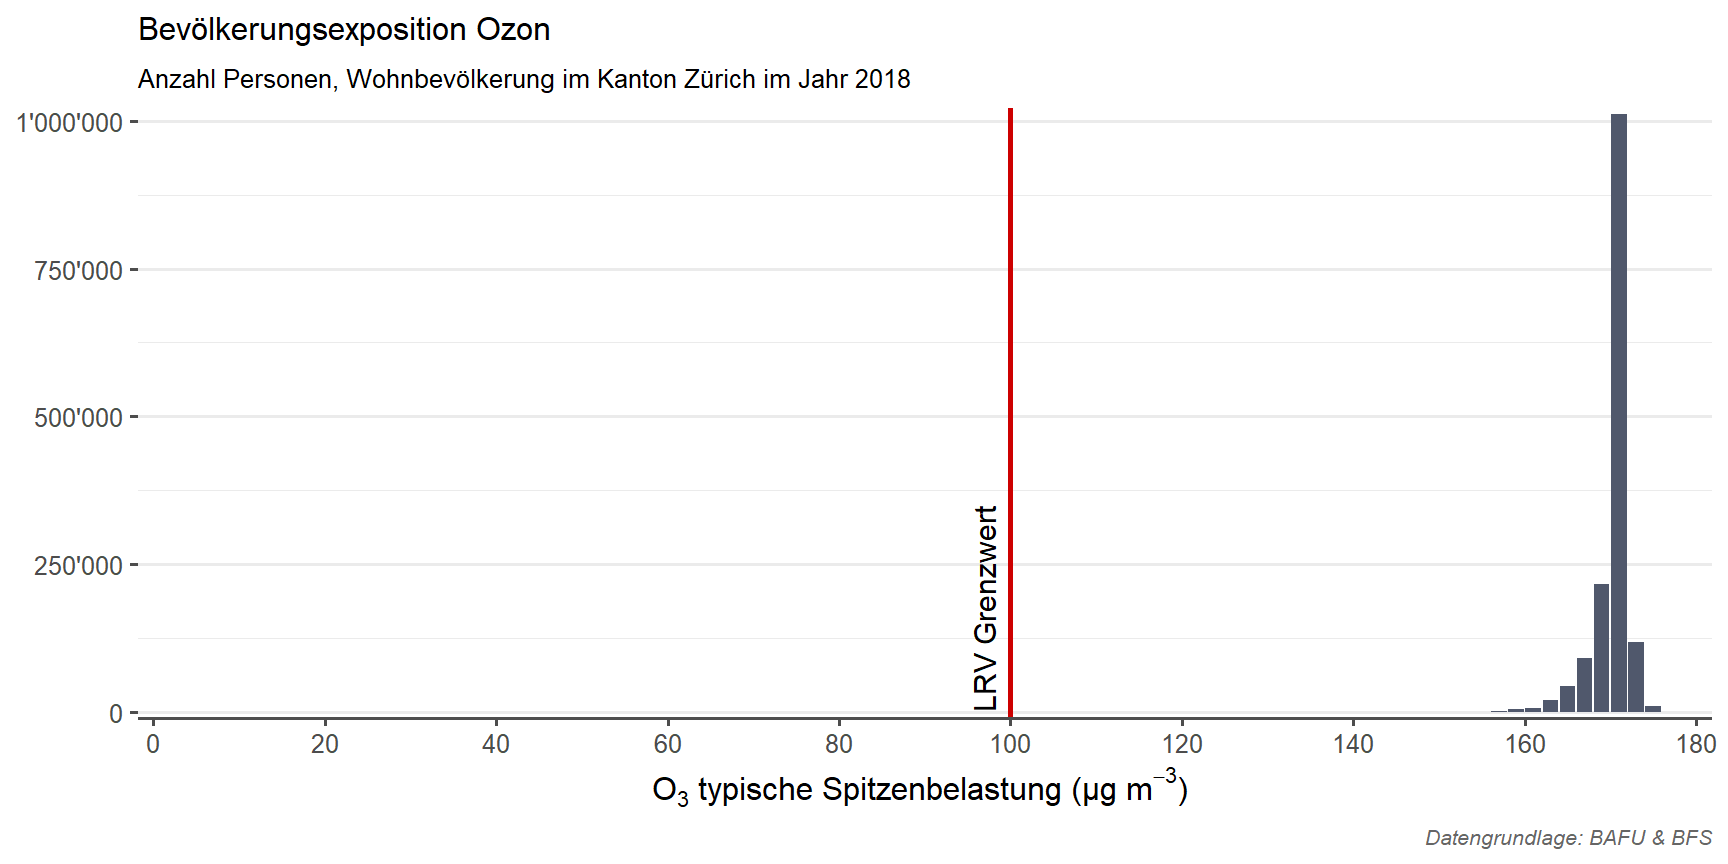 Bevölkerungsexposition Ozon
Anzahl Personen, Wohnbevölkerung im Kanton Zürich im Jahr 2018
1'000'000
750'000
500'000
250'000
0
LRV Grenzwert
0 20 40 60 80 100 120 140 160 180
O₃ typische Spitzenbelastung (µg m⁻³)
Datengrundlage: BAFU & BFS